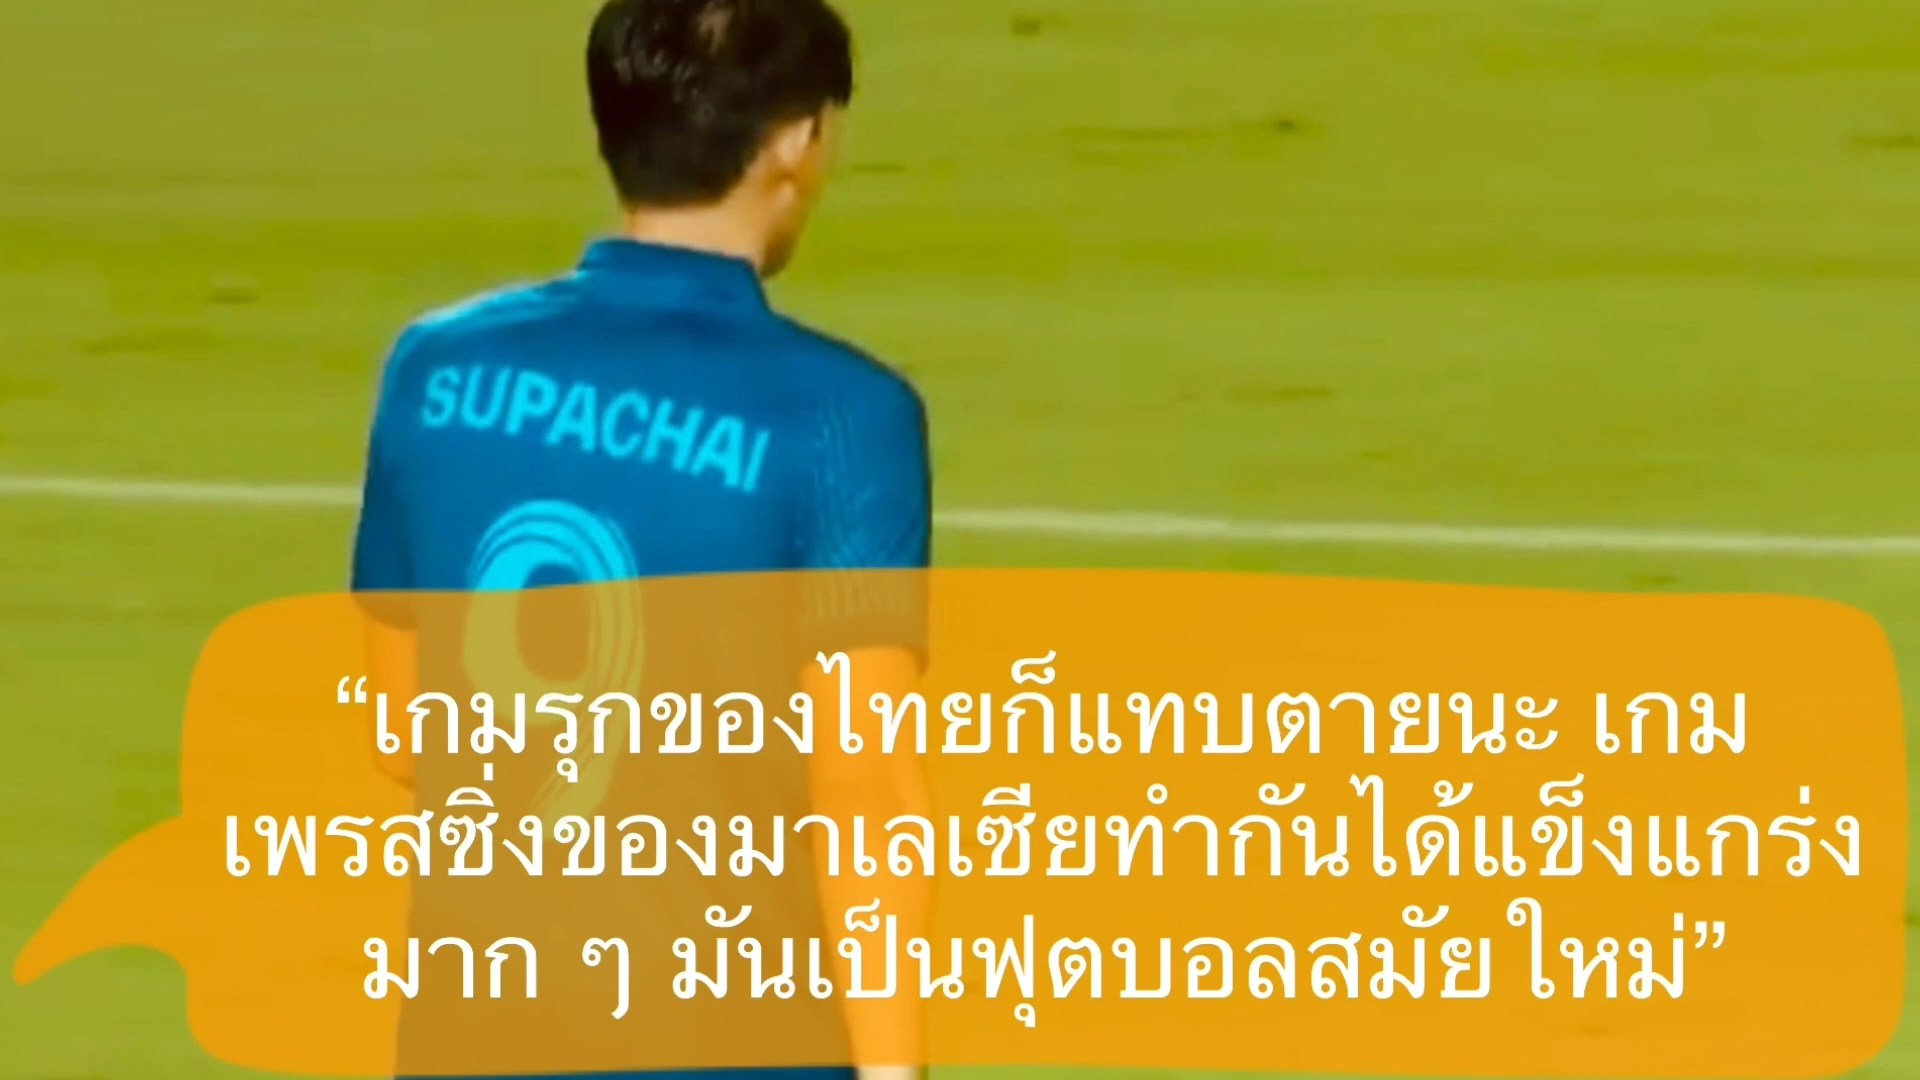 SUPACHAI
9
“เกมรุกของไทยก็แทบตายนะ เกม
เพรสซิ่งของมาเลเซียทำกันได้แข็งแกร่ง
มาก ๆ มันเป็นฟุตบอลสมัยใหม่”